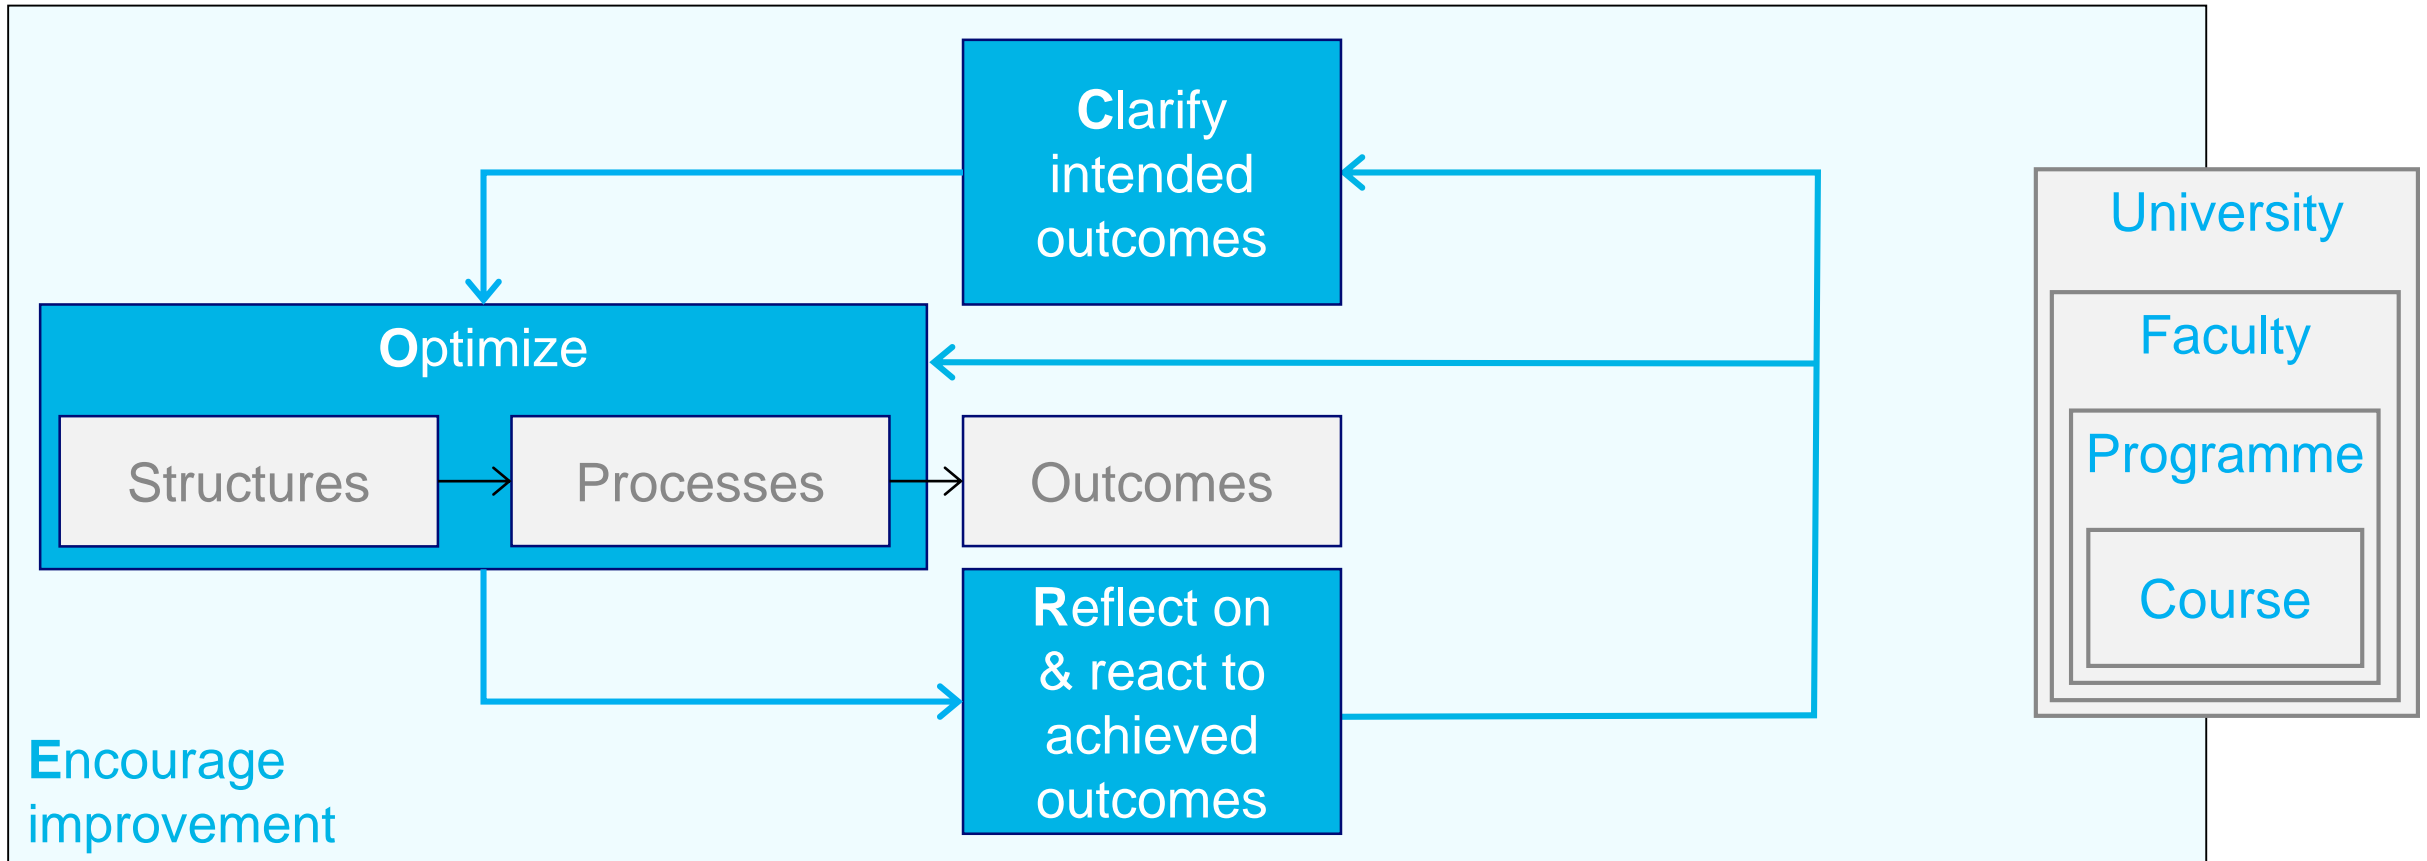 Clarify
intended
outcomes
Optimize
Structures
Processes
Outcomes
Reflect on
& react to
achieved
outcomes
Encourage
improvement
University
Faculty
Programme
Course